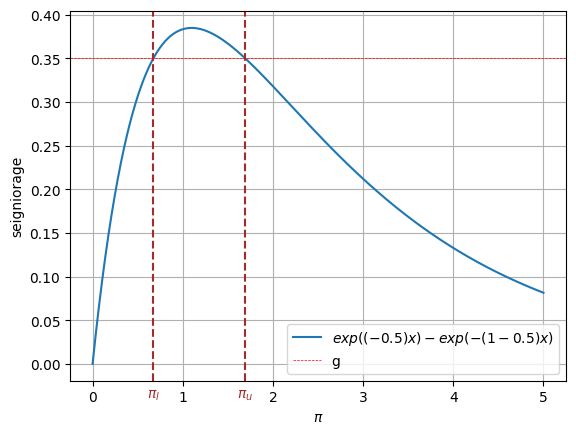 0.40
0.35
0.30
0.25
0.20
0.15
0.10
0.05
0.00
seigniorage
exp((−0.5)x) − exp(−(1 − 0.5)x)
g
0 1 2 3 4 5
π_l π_u
π